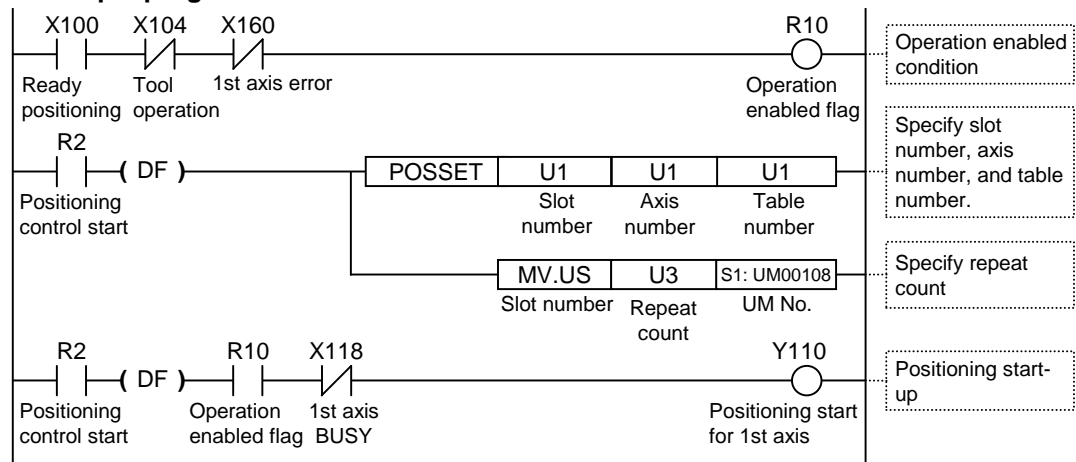 X100 X104 X160 R10
Ready positioning
Tool operation
1st axis error
Operation enabled flag
Operation enabled condition
R2
( DF )
Positioning control start
POSSET U1 U1 U1
Slot number
Axis number
Table number
Specify slot number, axis number, and table number.
MV.US U3 S1: UM00108
Slot number
Repeat count
UM No.
Specify repeat count
R2 R10 X118 Y110
( DF )
Positioning control start
Operation enabled flag
1st axis BUSY
Positioning start for 1st axis
Positioning start-up